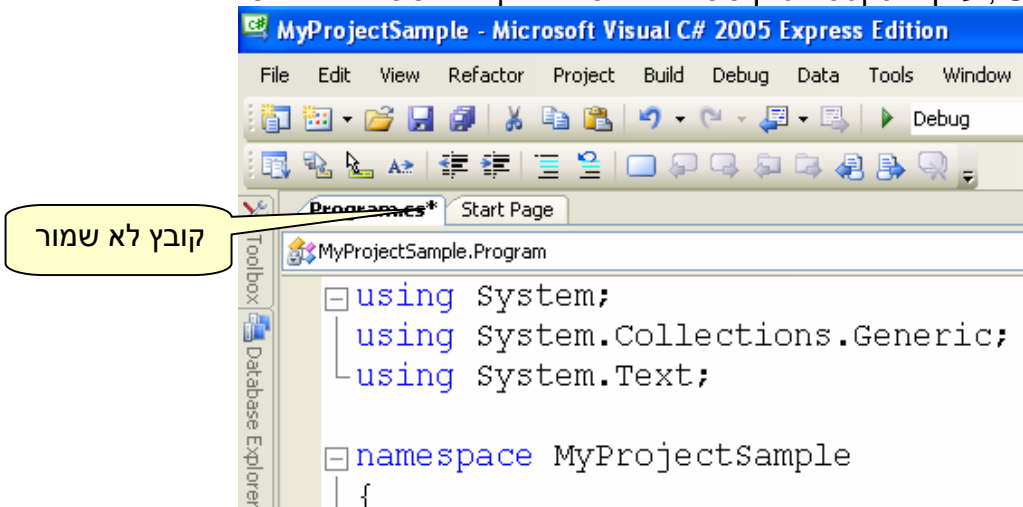 MyProjectSample - Microsoft Visual C# 2005 Express Edition
File Edit View Refactor Project Build Debug Data Tools Window
Debug
Program.cs* Start Page
קובץ לא שמור
Toolbox
MyProjectSample.Program
using System;
using System.Collections.Generic;
using System.Text;
Database Explorer
namespace MyProjectSample
{